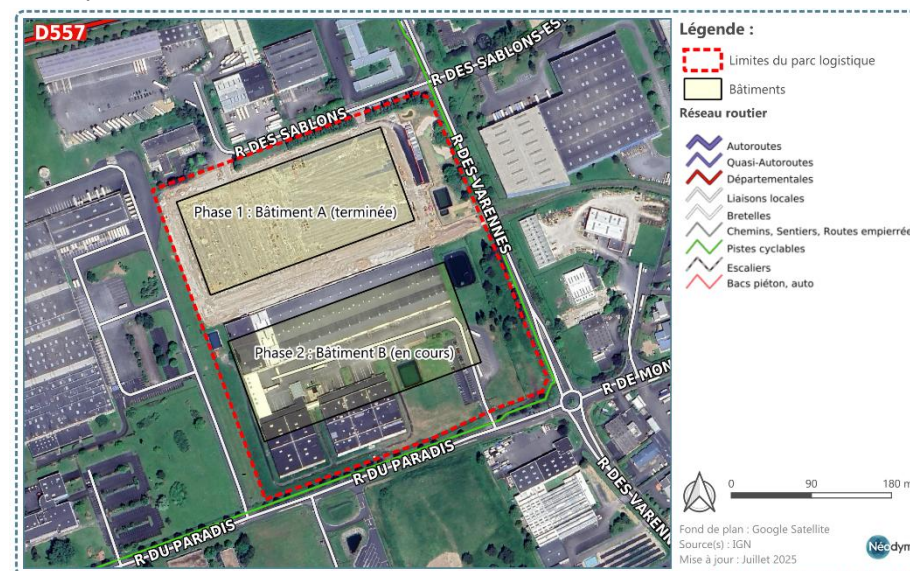 D557
R DES SABLONS EST
R DES SABLONS
R DES VARENNES
Phase 1 : Bâtiment A (terminée)
Phase 2 : Bâtiment B (en cours)
R DE MON
R DU PARADIS
R DES VARENN
R DU PARADIS
Légende :
Limites du parc logistique
Bâtiments
Réseau routier
Autoroutes
Quasi-Autoroutes
Départementales
Liaisons locales
Bretelles
Chemins, Sentiers, Routes empierrée
Pistes cyclables
Escaliers
Bacs piéton, auto
0 90 180 m
Fond de plan : Google Satellite
Source(s) : IGN
Mise à jour : Juillet 2025
Néodym